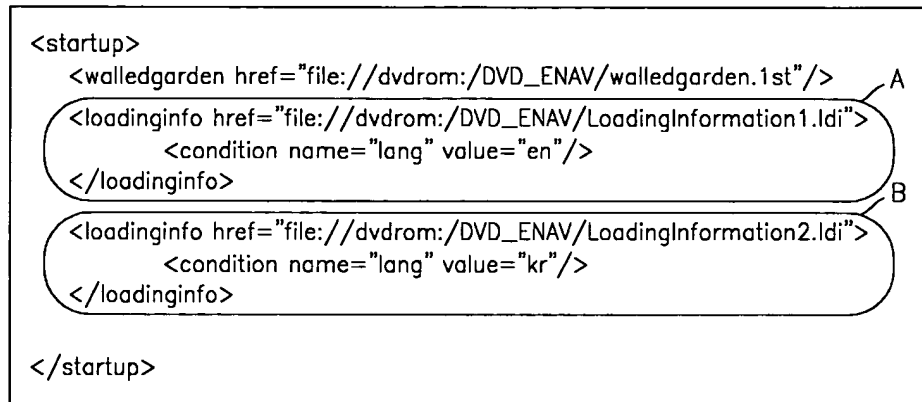 <startup>
<walledgarden href="file://dvdrom:/DVD_ENAV/walledgarden.1st"/>
A
<loadinginfo href="file://dvdrom:/DVD_ENAV/LoadingInformation1.ldi">
<condition name="lang" value="en"/>
</loadinginfo>
B
<loadinginfo href="file://dvdrom:/DVD_ENAV/LoadingInformation2.ldi">
<condition name="lang" value="kr"/>
</loadinginfo>
</startup>